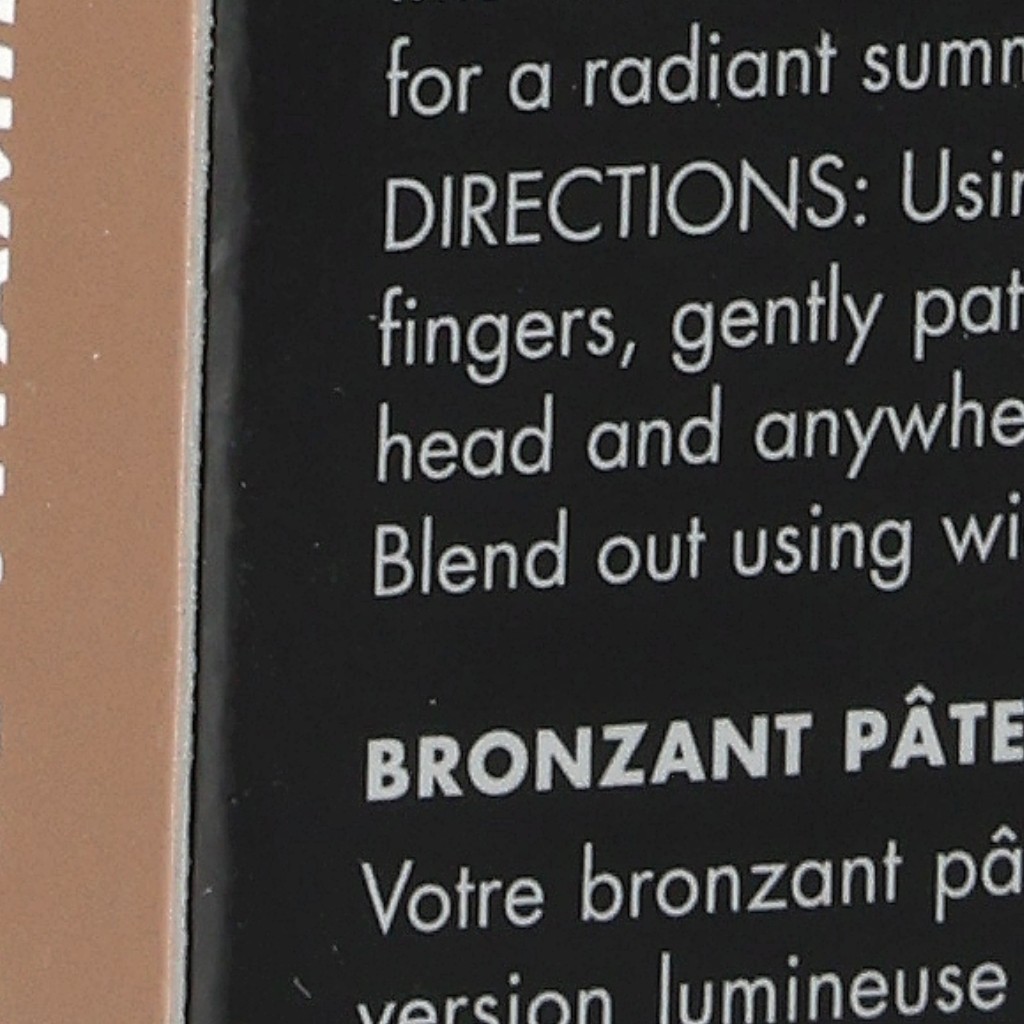 for a radiant summ
DIRECTIONS: Usin
fingers, gently pat
head and anywhe
Blend out using wi
BRONZANT PÂTE
Votre bronzant pâ
version lumineuse